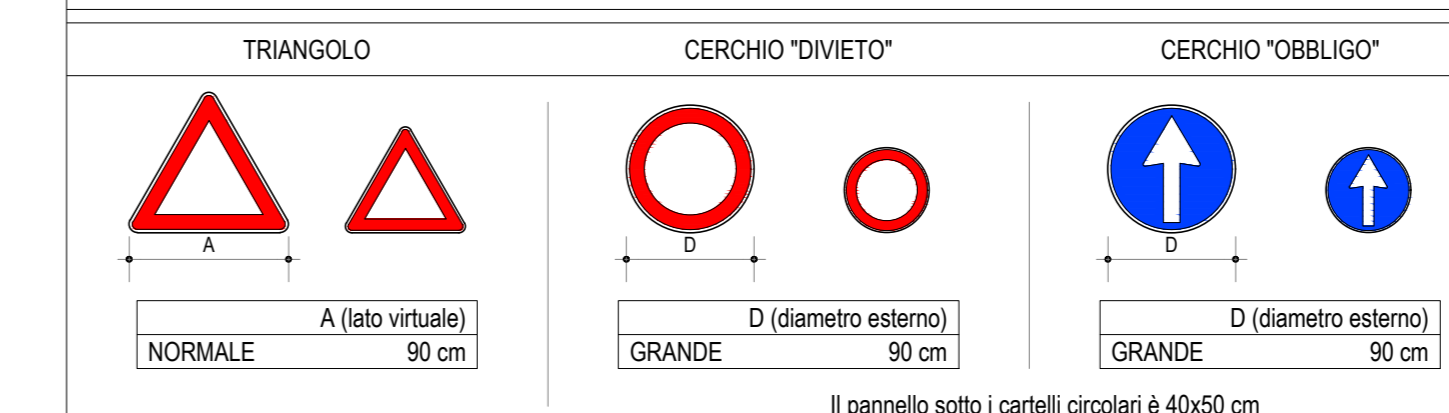 TRIANGOLO
CERCHIO "DIVIETO"
CERCHIO "OBBLIGO"
A
D
D
A (lato virtuale)
NORMALE 90 cm
D (diametro esterno)
GRANDE 90 cm
D (diametro esterno)
GRANDE 90 cm
Il pannello sotto i cartelli circolari è 40x50 cm